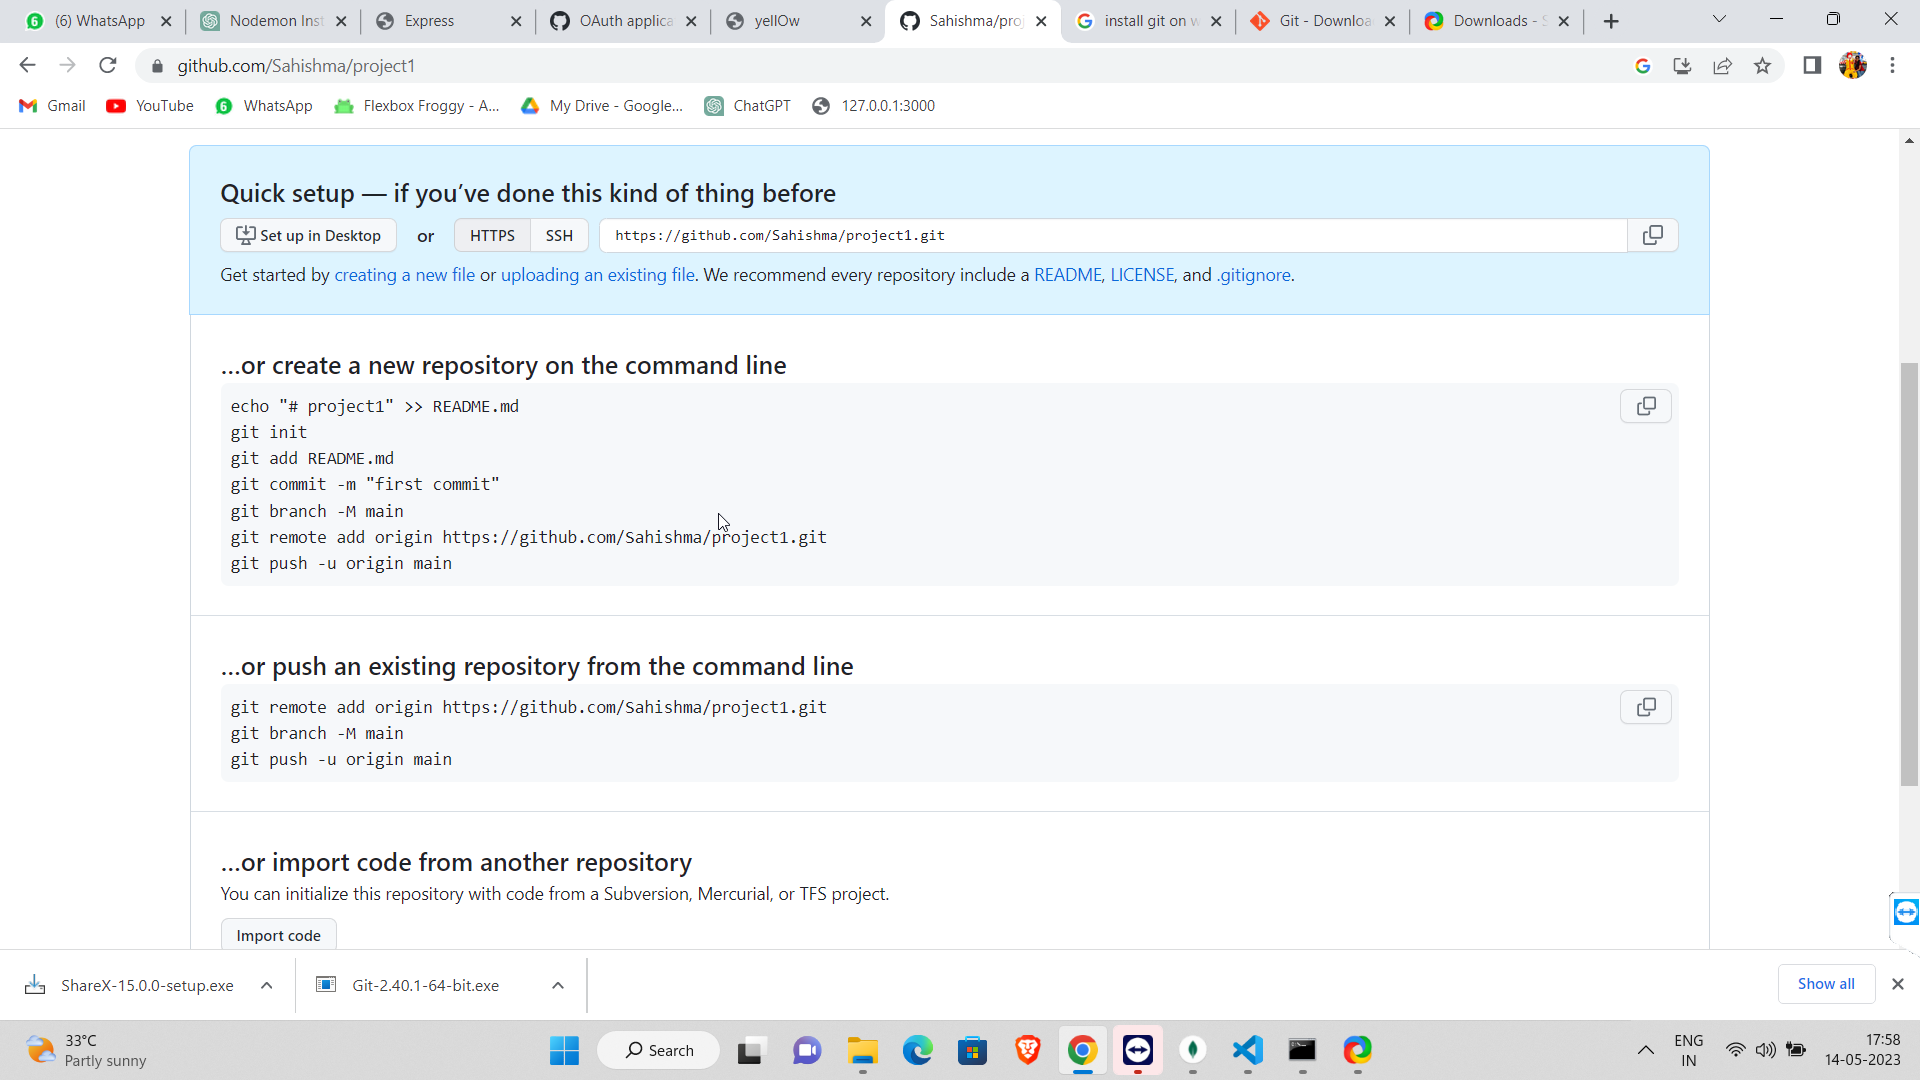 (6) WhatsApp
Nodemon Inst
Express
OAuth applica
yellOw
Sahishma/proj
install git on w
Git - Downloa
Downloads - S
github.com/Sahishma/project1
Gmail
YouTube
WhatsApp
Flexbox Froggy - A...
My Drive - Google...
ChatGPT
127.0.0.1:3000
Quick setup — if you’ve done this kind of thing before
Set up in Desktop or HTTPS SSH https://github.com/Sahishma/project1.git
Get started by creating a new file or uploading an existing file. We recommend every repository include a README, LICENSE, and .gitignore.
…or create a new repository on the command line
echo "# project1" >> README.md
git init
git add README.md
git commit -m "first commit"
git branch -M main
git remote add origin https://github.com/Sahishma/project1.git
git push -u origin main
…or push an existing repository from the command line
git remote add origin https://github.com/Sahishma/project1.git
git branch -M main
git push -u origin main
…or import code from another repository
You can initialize this repository with code from a Subversion, Mercurial, or TFS project.
Import code
ShareX-15.0.0-setup.exe
Git-2.40.1-64-bit.exe
Show all
33°C
Partly sunny
Search
ENG
IN
17:58
14-05-2023